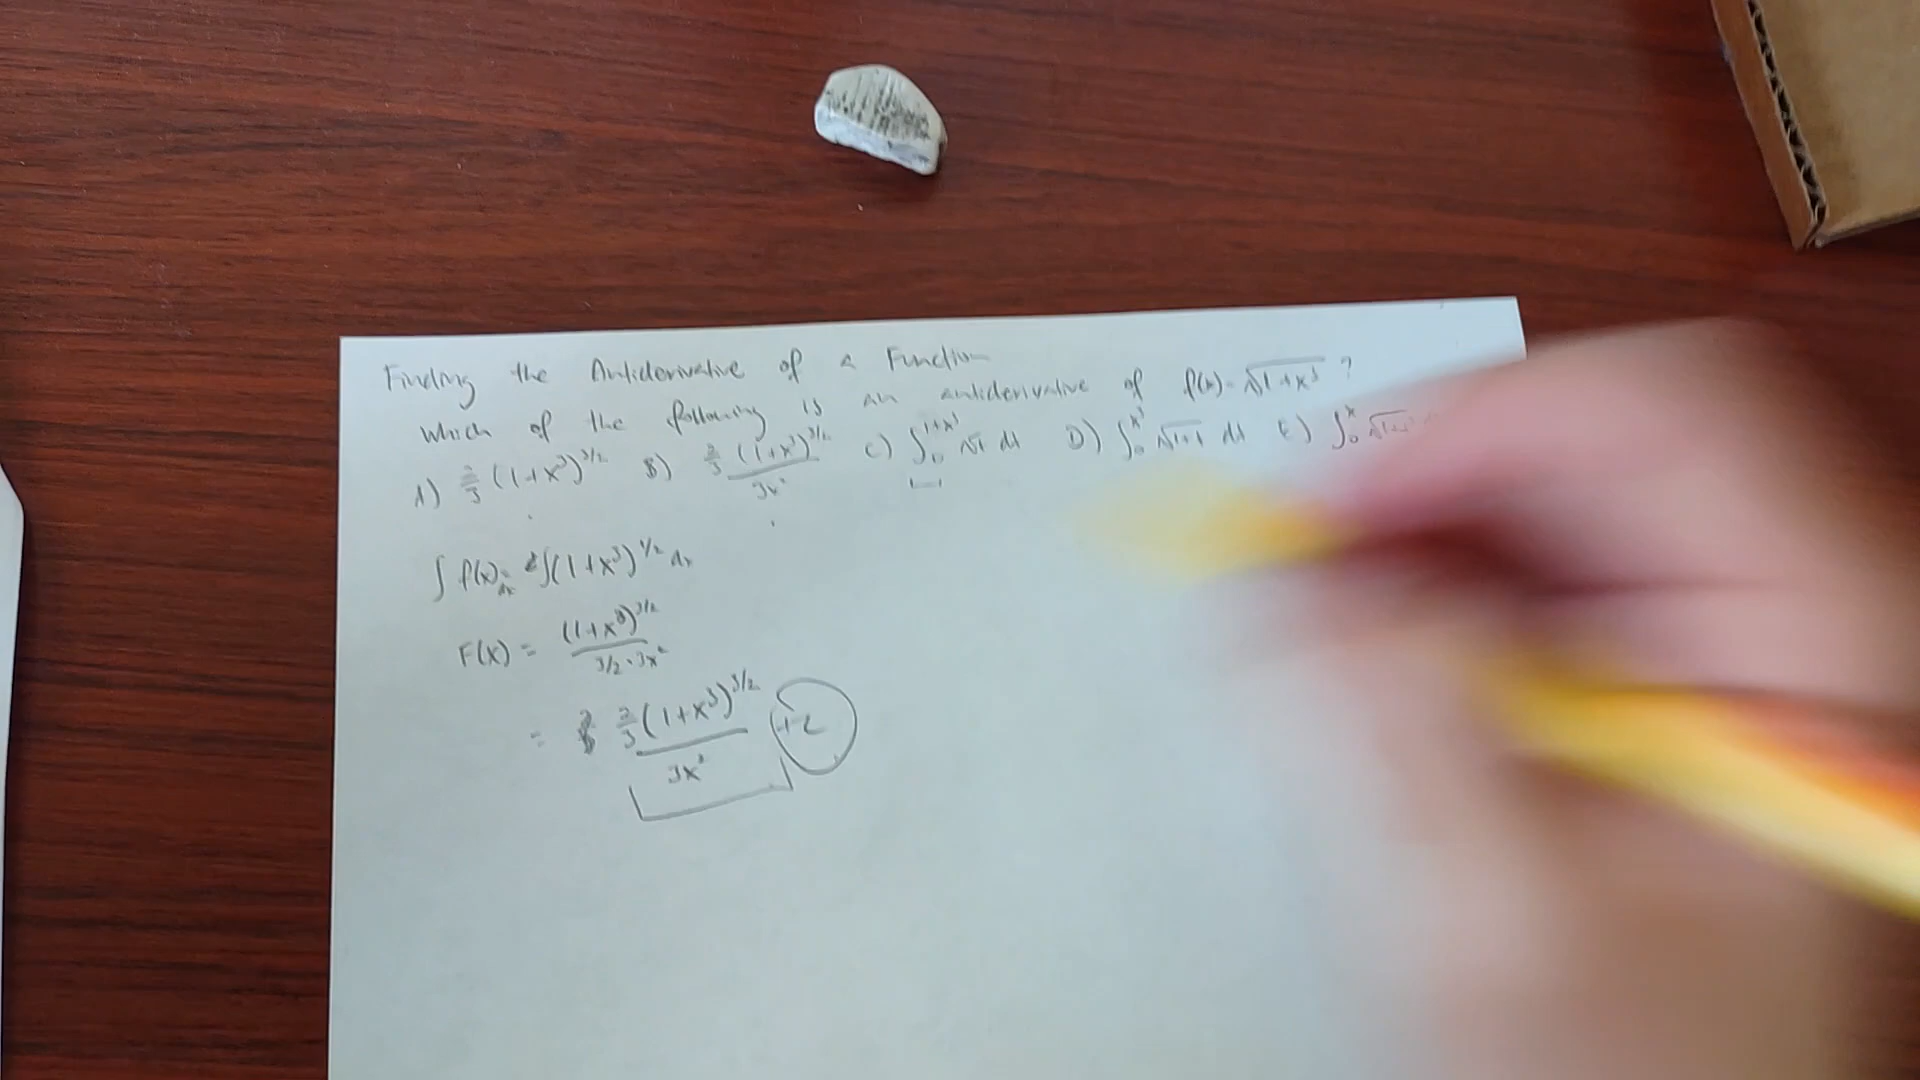 Finding the Antiderivative of a Function
Which of the following is an antiderivative of f(x) = √(1+x³) ?
A) 2/3 (1+x³)^3/2 B) 2/3 (1+x³)^3/2 / 3x² C) ∫₀^(1+x³) √t dt D) ∫₀^(x³) √(1+t) dt E) ∫₀^x
∫ f(x) dx = ∫(1+x³)^1/2 dx
F(x) = (1+x³)^3/2 / 3/2 · 3x²
= 2/3 (1+x³)^3/2 / 3x² + C